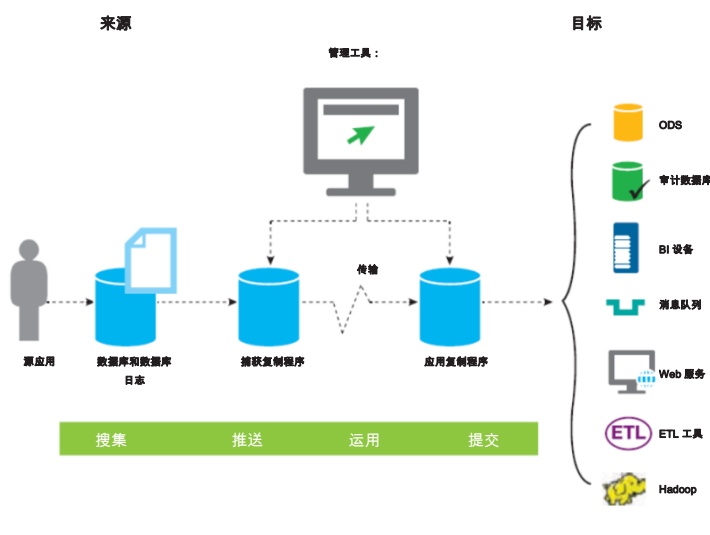 来源
目标
管理工具：
ODS
审计数据库
BI 设备
传输
消息队列
源应用
数据库和数据库
日志
捕获复制程序
应用复制程序
Web 服务
搜集
推送
运用
提交
ETL
ETL 工具
Hadoop